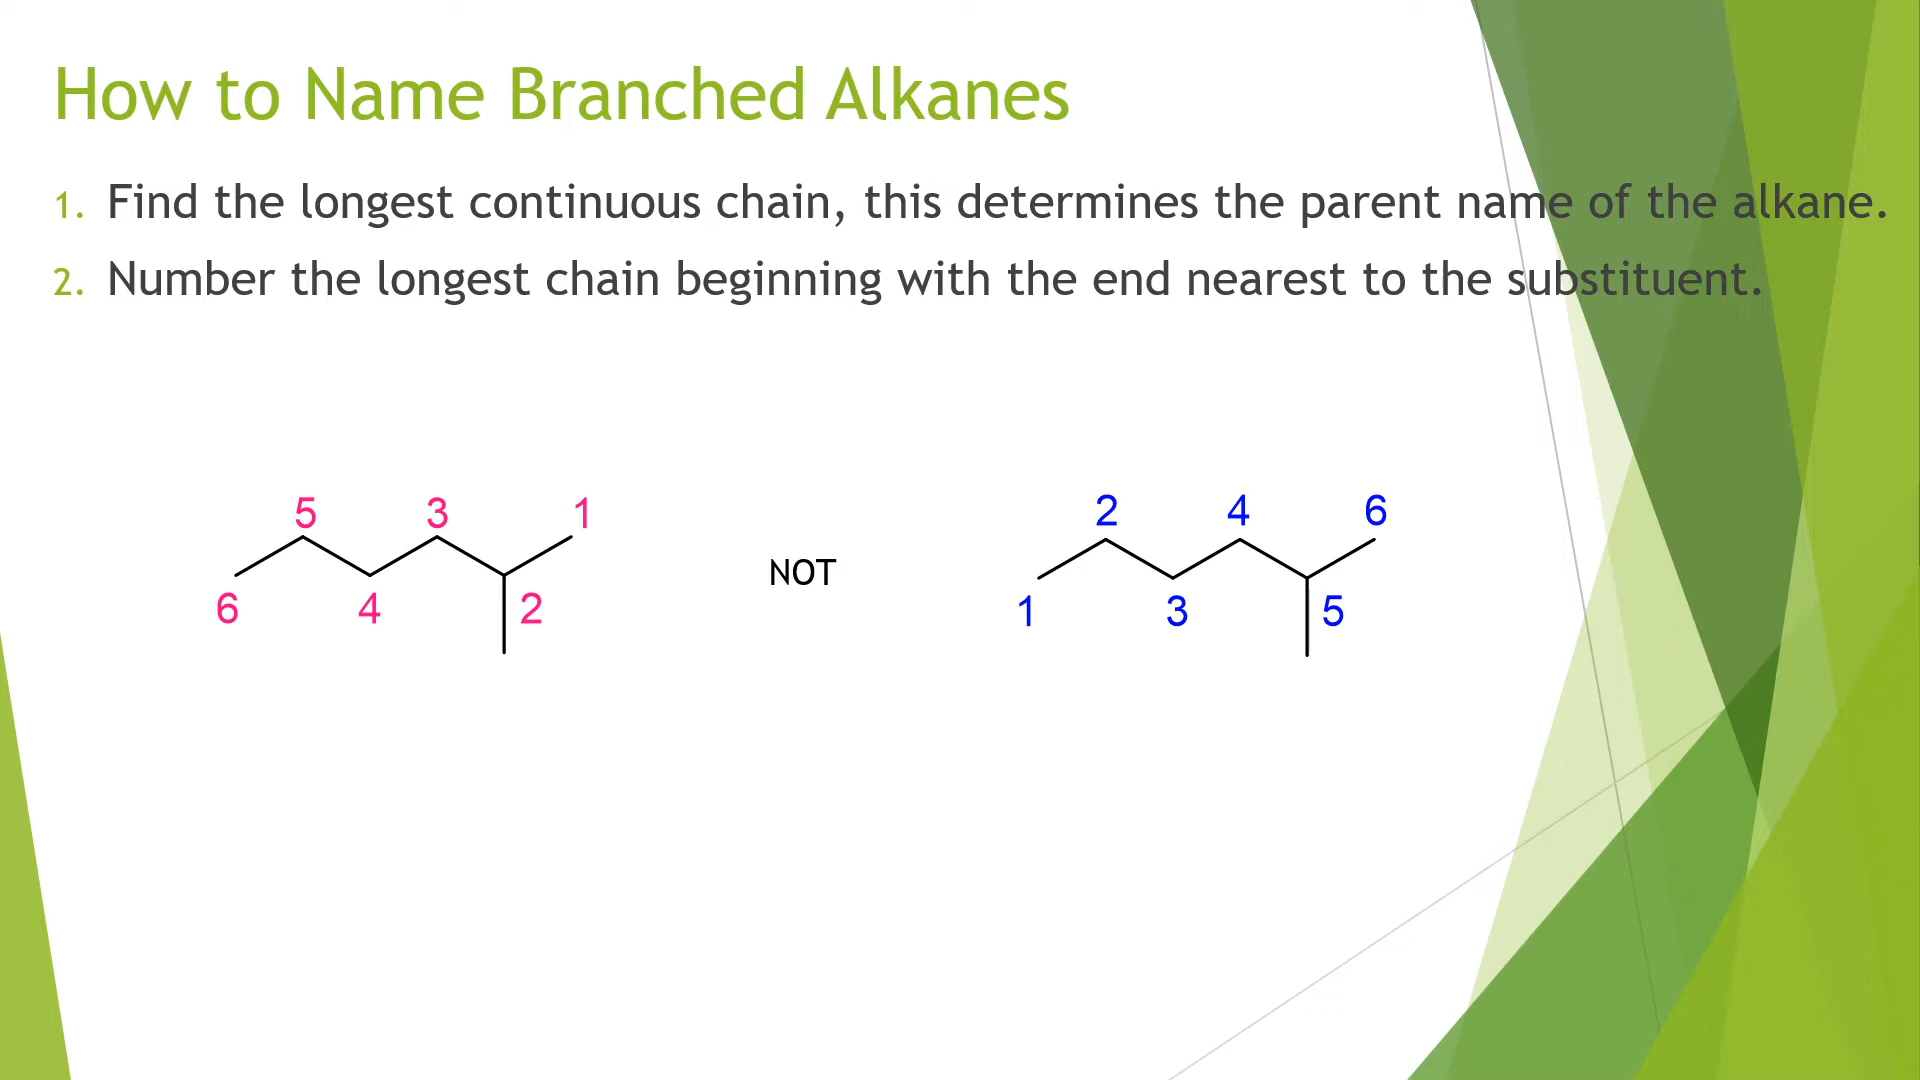 How to Name Branched Alkanes
1. Find the longest continuous chain, this determines the parent name of the alkane.
2. Number the longest chain beginning with the end nearest to the substituent.
5 3 1
6 4 2
NOT
2 4 6
1 3 5